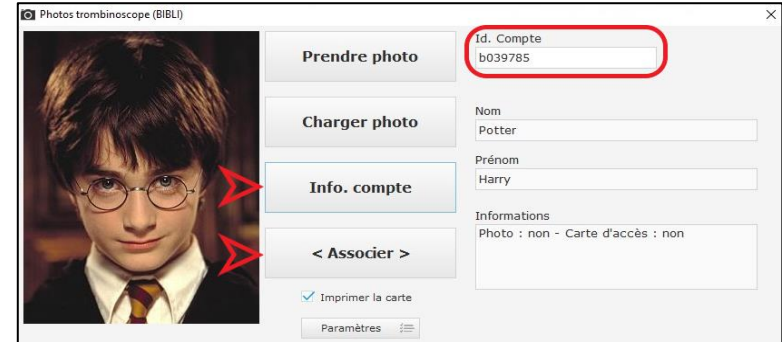 Photos trombinoscope (BIBLI)
Prendre photo
Charger photo
Info. compte
< Associer >
Imprimer la carte
Paramètres
Id. Compte
b039785
Nom
Potter
Prénom
Harry
Informations
Photo : non - Carte d'accès : non